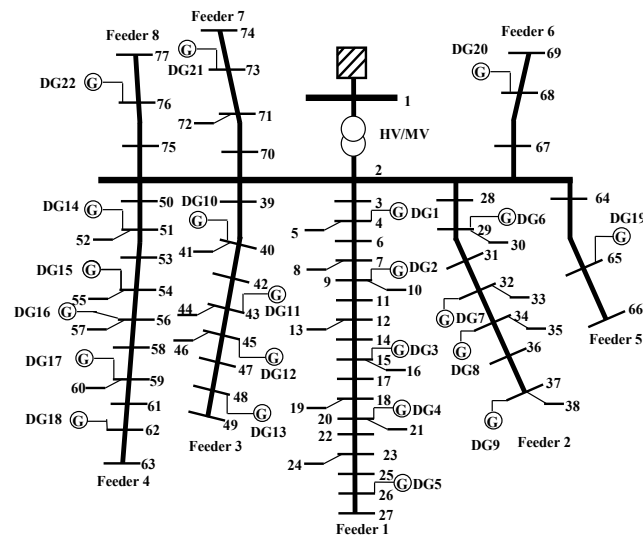 Feeder 7
Feeder 8
74
Feeder 6
77
G
DG21
73
DG20
69
G
DG22
G
68
76
1
72
71
HV/MV
75
70
67
2
50
39
3
28
64
DG14
G
DG10
G
G
DG1
G
DG6
DG19
G
51
5
4
29
52
41
40
6
30
53
31
65
DG15
G
8
7
G
DG2
54
42
9
10
32
55
G
DG11
11
33
66
DG16
G
44
43
G
DG7
34
Feeder 5
57
56
13
12
35
46
45
14
G
DG3
G
DG8
36
58
G
DG12
15
DG17
G
47
16
17
37
60
59
48
19
18
G
DG4
38
61
G
DG13
20
21
G
DG9
Feeder 2
DG18
G
49
22
62
Feeder 3
24
23
63
25
G
DG5
Feeder 4
26
27
Feeder 1